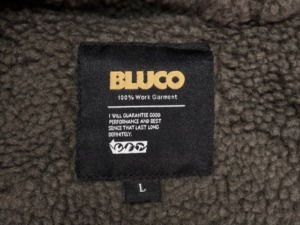 BLUCO
100% Work Garment
I WILL GUARANTEE GOOD
PERFORMANCE AND BEST
SENCE THAT LAST LONG
DEFINITELY.
L